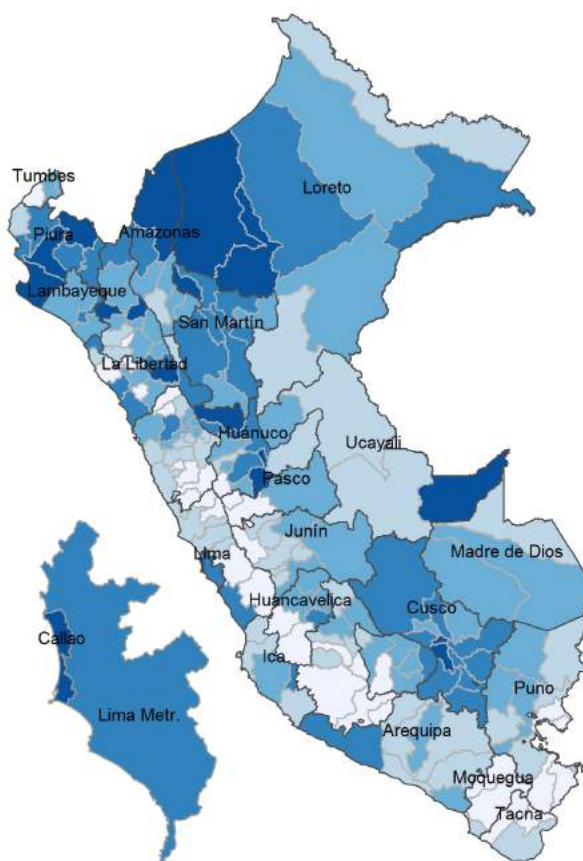 Tumbes
Loreto
Piura
Amazonas
Lambayeque
San Martín
La Libertad
Ucayali
Huánuco
Pasco
Junín
Lima
Madre de Dios
Huancavelica
Cusco
Callao
Ica
Puno
Lima Metr.
Arequipa
Moquegua
Tacna